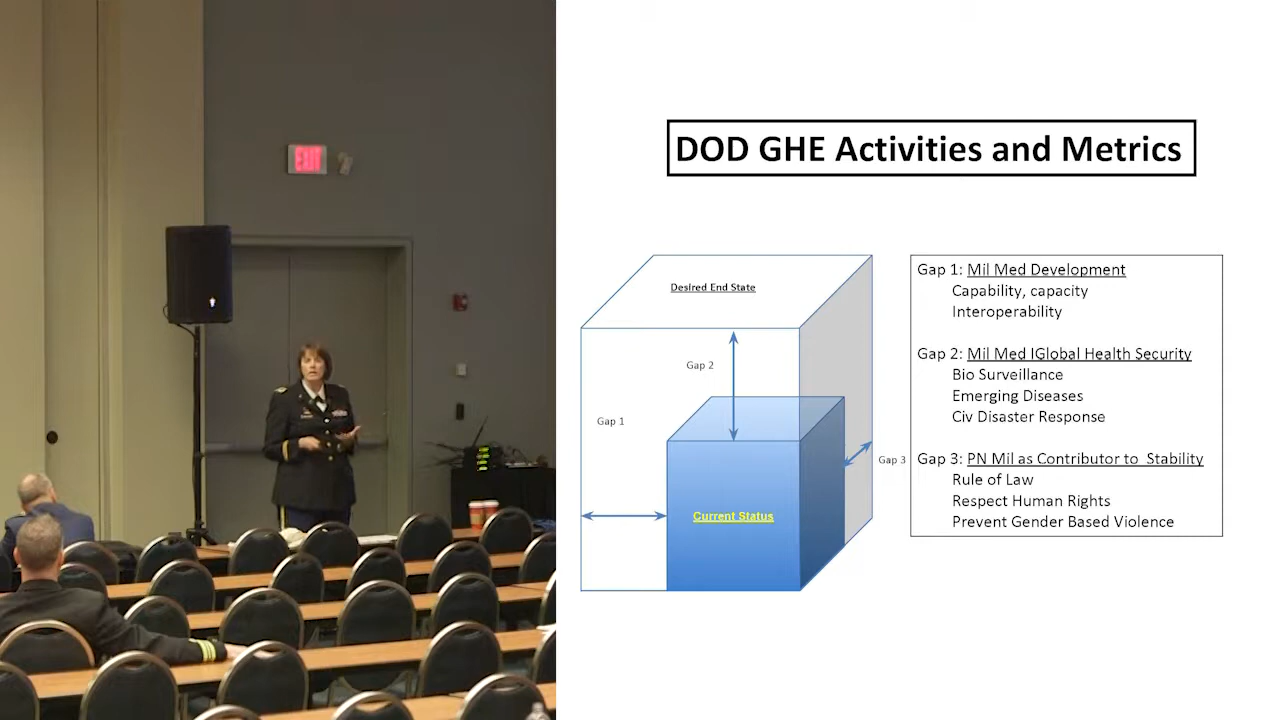 EXIT
DOD GHE Activities and Metrics
Desired End State
Gap 2
Gap 1
Gap 3
Current Status
Gap 1: Mil Med Development
Capability, capacity
Interoperability
Gap 2: Mil Med IGlobal Health Security
Bio Surveillance
Emerging Diseases
Civ Disaster Response
Gap 3: PN Mil as Contributor to  Stability
Rule of Law
Respect Human Rights
Prevent Gender Based Violence